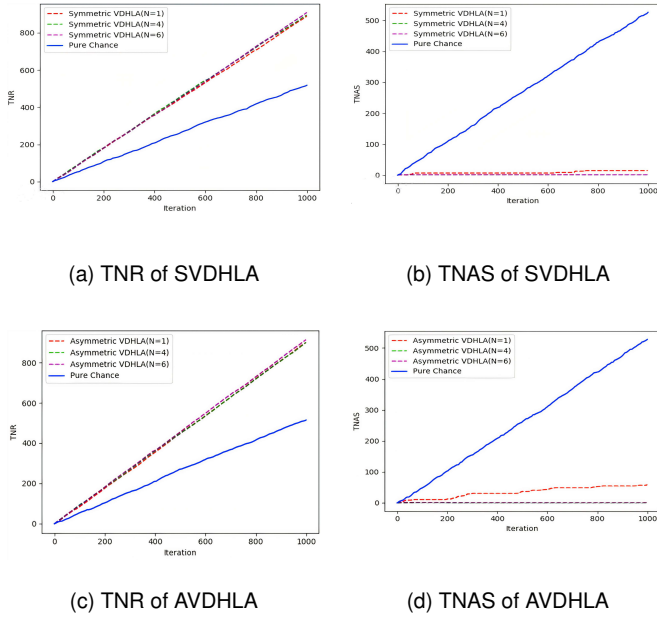 Symmetric VDHLA(N=1)
Symmetric VDHLA(N=4)
Symmetric VDHLA(N=6)
Pure Chance
TNR
800
600
400
200
0
0 200 400 600 800 1000
Iteration
(a) TNR of SVDHLA
Symmetric VDHLA(N=1)
Symmetric VDHLA(N=4)
Symmetric VDHLA(N=6)
Pure Chance
TNAS
500
400
300
200
100
0
0 200 400 600 800 1000
Iteration
(b) TNAS of SVDHLA
Asymmetric VDHLA(N=1)
Asymmetric VDHLA(N=4)
Asymmetric VDHLA(N=6)
Pure Chance
TNR
800
600
400
200
0
0 200 400 600 800 1000
Iteration
(c) TNR of AVDHLA
Asymmetric VDHLA(N=1)
Asymmetric VDHLA(N=4)
Asymmetric VDHLA(N=6)
Pure Chance
TNAS
500
400
300
200
100
0
0 200 400 600 800 1000
Iteration
(d) TNAS of AVDHLA